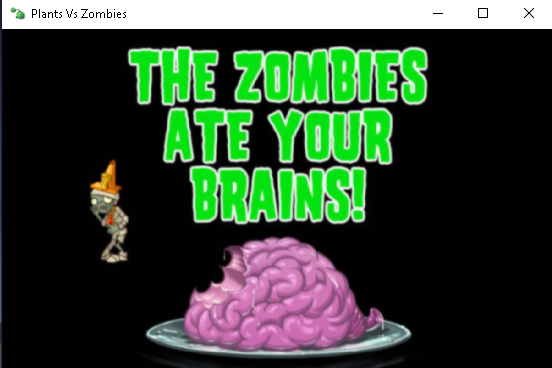 Plants Vs Zombies
THE ZOMBIES
ATE YOUR
BRAINS!